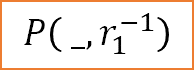 P( _, r₁⁻¹)